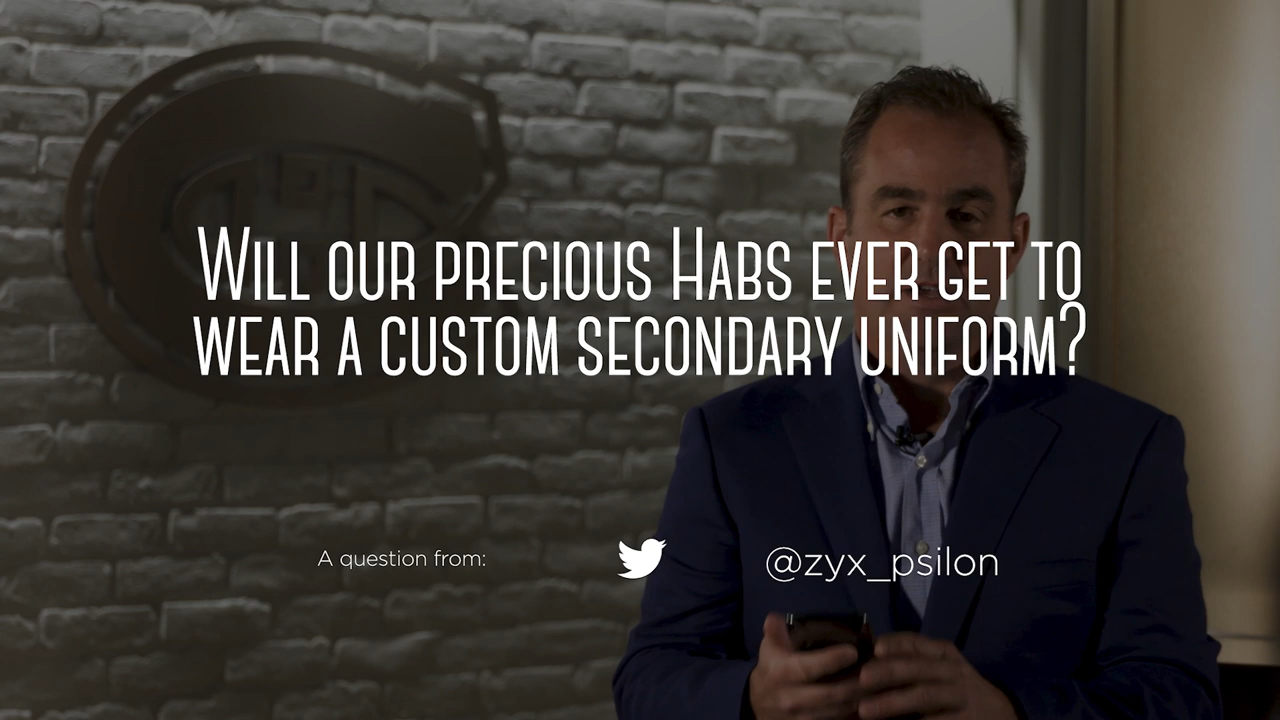 Will our precious Habs ever get to
wear a custom secondary uniform?
A question from: @zyx_psilon